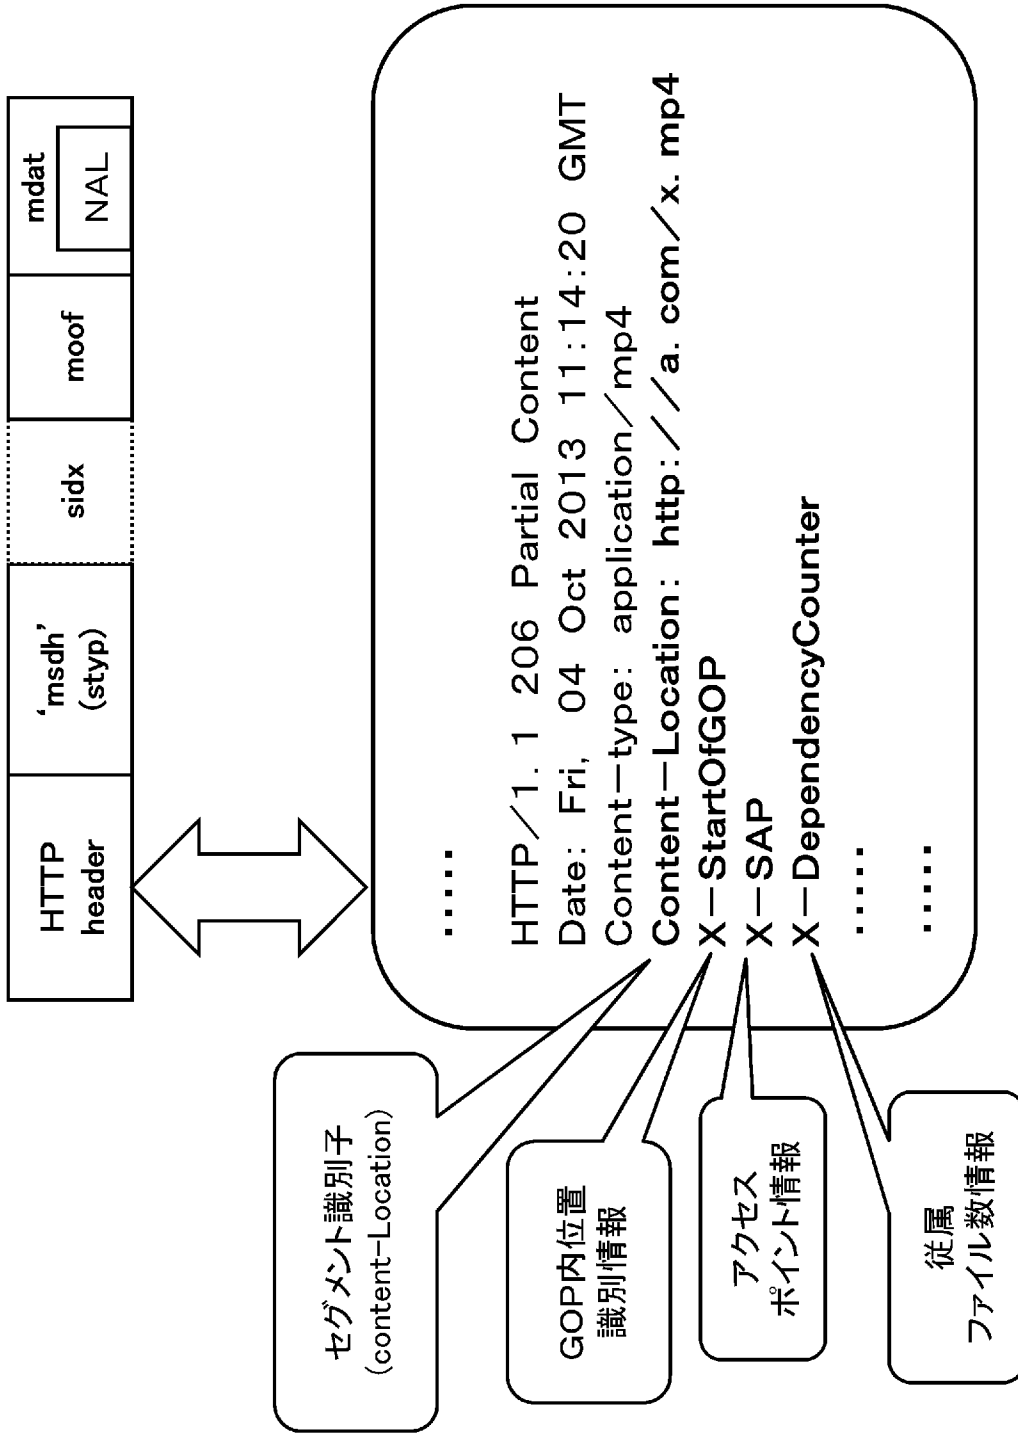 HTTP
header
‘msdh’
(styp)
sidx
moof
mdat
NAL
.....
HTTP/1.1 206 Partial Content
Date: Fri, 04 Oct 2013 11:14:20 GMT
Content-type: application/mp4
Content-Location: http://a.com/x.mp4
X-StartOfGOP
X-SAP
X-DependencyCounter
.....
.....
セグメント識別子
(content-Location)
GOP内位置
識別情報
アクセス
ポイント情報
従属
ファイル数情報